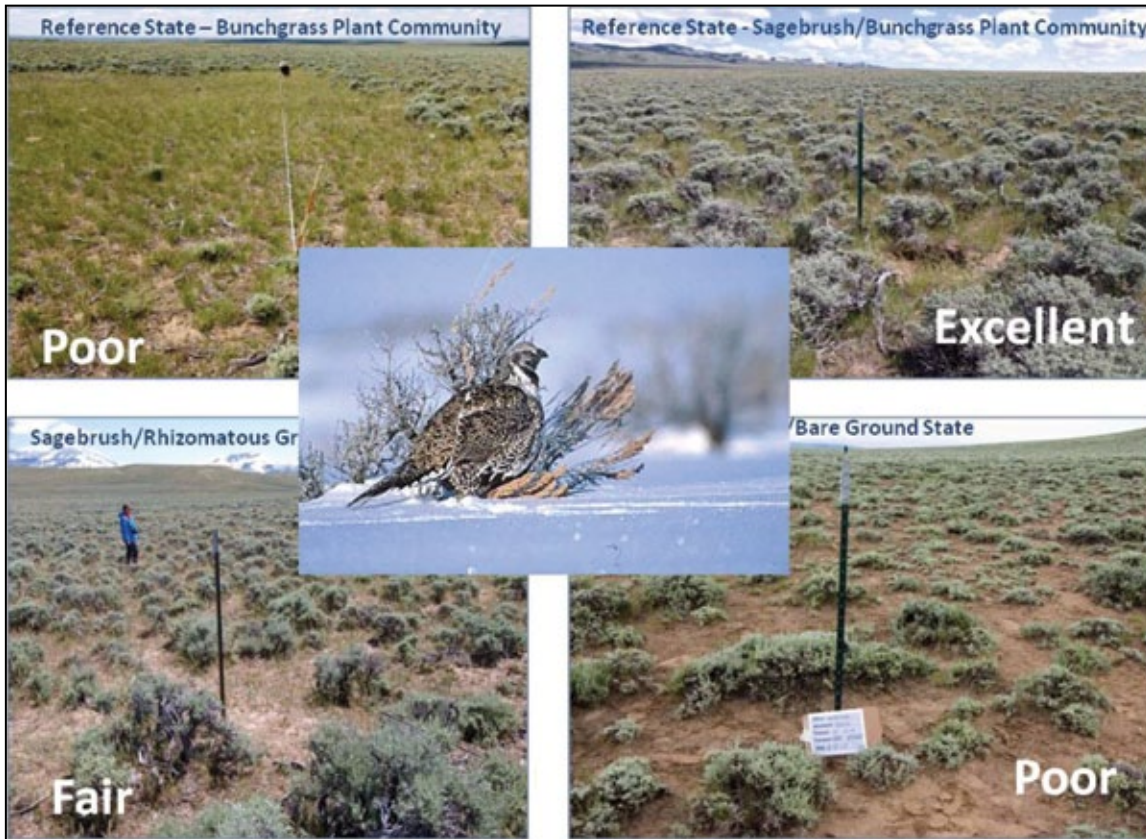 Reference State – Bunchgrass Plant Community
Reference State - Sagebrush/Bunchgrass Plant Community
Poor
Excellent
Sagebrush/Rhizomatous
/Bare Ground State
Fair
Poor